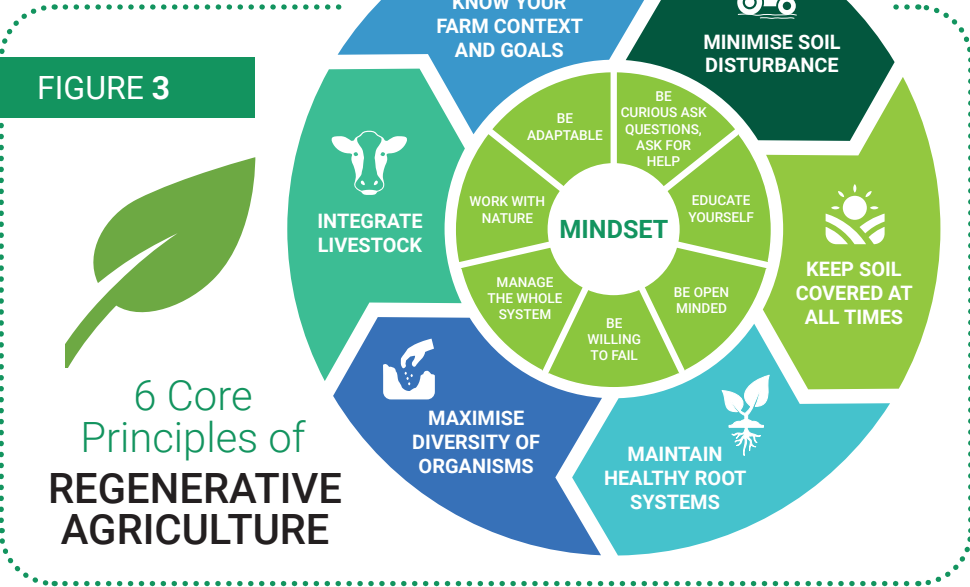 FIGURE 3
6 Core
Principles of
REGENERATIVE
AGRICULTURE
KNOW YOUR
FARM CONTEXT
AND GOALS
MINIMISE SOIL
DISTURBANCE
KEEP SOIL
COVERED AT
ALL TIMES
MAINTAIN
HEALTHY ROOT
SYSTEMS
MAXIMISE
DIVERSITY OF
ORGANISMS
INTEGRATE
LIVESTOCK
BE
CURIOUS ASK
QUESTIONS,
ASK FOR
HELP
EDUCATE
YOURSELF
BE OPEN
MINDED
BE
WILLING
TO FAIL
MANAGE
THE WHOLE
SYSTEM
WORK WITH
NATURE
BE
ADAPTABLE
MINDSET